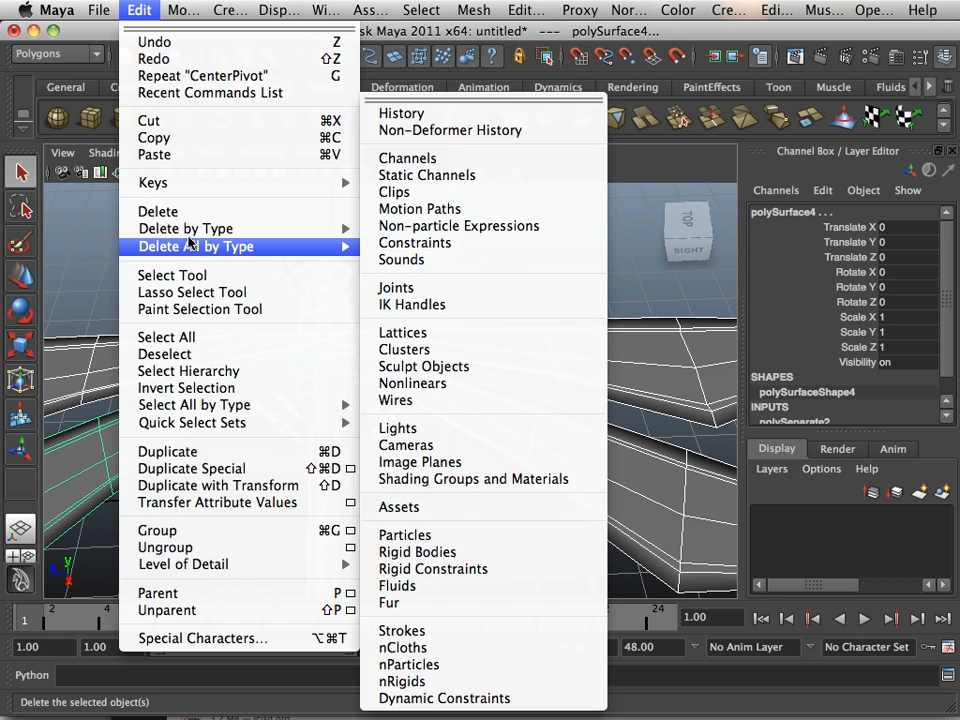 Maya File Edit Mo... Cre... Disp... Wi... Ass... Select Mesh Edit... Proxy Nor... Color Cre... Edi... Mus... Ope... Help
sk Maya 2011 x64: untitled* --- polySurface4...
Polygons
General Deformation Animation Dynamics Rendering PaintEffects Toon Muscle Fluids
View Shadi
Undo Z
Redo ⇧Z
Repeat "CenterPivot" G
Recent Commands List
Cut ⌘X
Copy ⌘C
Paste ⌘V
Keys
Delete
Delete by Type
Delete All by Type
Select Tool
Lasso Select Tool
Paint Selection Tool
Select All
Deselect
Select Hierarchy
Invert Selection
Select All by Type
Quick Select Sets
Duplicate ⌘D
Duplicate Special ⇧⌘D
Duplicate with Transform ⇧D
Transfer Attribute Values
Group ⌘G
Ungroup
Level of Detail
Parent P
Unparent ⇧P
Special Characters... ⌥⌘T
History
Non-Deformer History
Channels
Static Channels
Clips
Motion Paths
Non-particle Expressions
Constraints
Sounds
Joints
IK Handles
Lattices
Clusters
Sculpt Objects
Nonlinears
Wires
Lights
Cameras
Image Planes
Shading Groups and Materials
Assets
Particles
Rigid Bodies
Rigid Constraints
Fluids
Fur
Strokes
nCloths
nParticles
nRigids
Dynamic Constraints
TOP
RIGHT
y
z
x
Channel Box / Layer Editor
Channels Edit Object Show
polySurface4 . . .
Translate X 0
Translate Y 0
Translate Z 0
Rotate X 0
Rotate Y 0
Rotate Z 0
Scale X 1
Scale Y 1
Scale Z 1
Visibility on
SHAPES
polySurfaceShape4
INPUTS
polySeparate2
Display Render Anim
Layers Options Help
1 2 4 24 1.00
1.00 1.00 48.00 No Anim Layer No Character Set
Python
Delete the selected object(s)